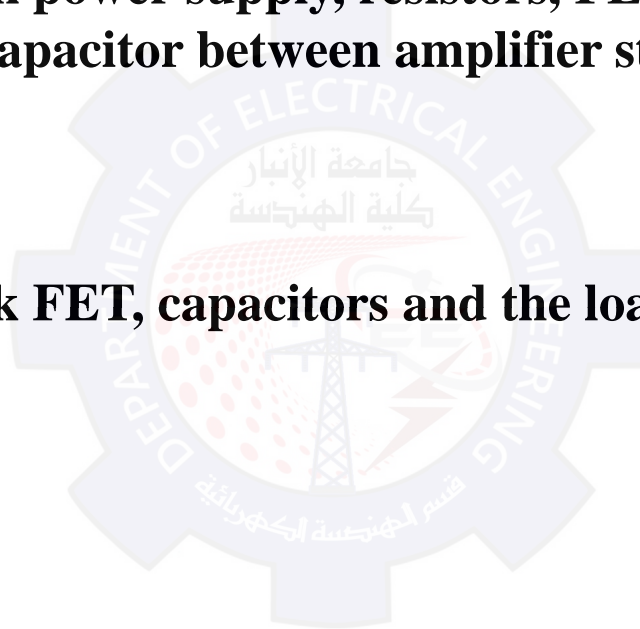 power supply, resistors,
apacitor between amplifier st
DEPARTMENT OF ELECTRICAL ENGINEERING
جامعة الأنبار
كلية الهندسة
k FET, capacitors and the loa
EE
قسم الهندسة الكهربائية